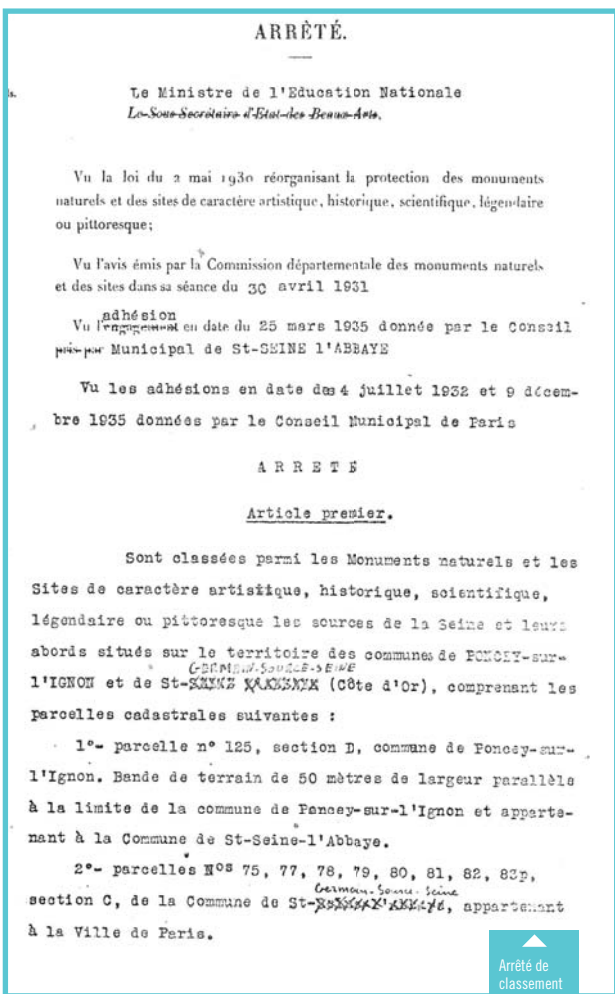 ARRÊTÉ.
Le Ministre de l'Education Nationale
Le Sous-Secrétaire d'Etat des Beaux-Arts,
Vu la loi du 2 mai 1930 réorganisant la protection des monuments
naturels et des sites de caractère artistique, historique, scientifique, légendaire
ou pittoresque;
Vu l'avis émis par la Commission départementale des monuments naturels
et des sites dans sa séance du 30 avril 1931
adhésion
Vu l'engagement en date du 25 mars 1935 donnée par le Conseil
pris par Municipal de St-SEINE l'ABBAYE
Vu les adhésions en date des 4 juillet 1932 et 9 décem-
bre 1935 données par le Conseil Municipal de Paris
A R R E T E
Article premier.
Sont classées parmi les Monuments naturels et les
Sites de caractère artistique, historique, scientifique,
légendaire ou pittoresque les sources de la Seine et leurs
abords situés sur le territoire des communes de PONCEY-sur-
GERMAIN-SOURCE-SEINE
l'IGNON et de St- (Côte d'Or), comprenant les
parcelles cadastrales suivantes :
1°- parcelle n° 125, section D, commune de Poncey-sur-
l'Ignon. Bande de terrain de 50 mètres de largeur parallèle
à la limite de la commune de Poncey-sur-l'Ignon et apparte-
nant à la Commune de St-Seine-l'Abbaye.
2°- parcelles Nos 75, 77, 78, 79, 80, 81, 82, 83p,
Germain-Source-Seine
section C, de la Commune de St- , appartenant
à la Ville de Paris.
Arrêté de
classement